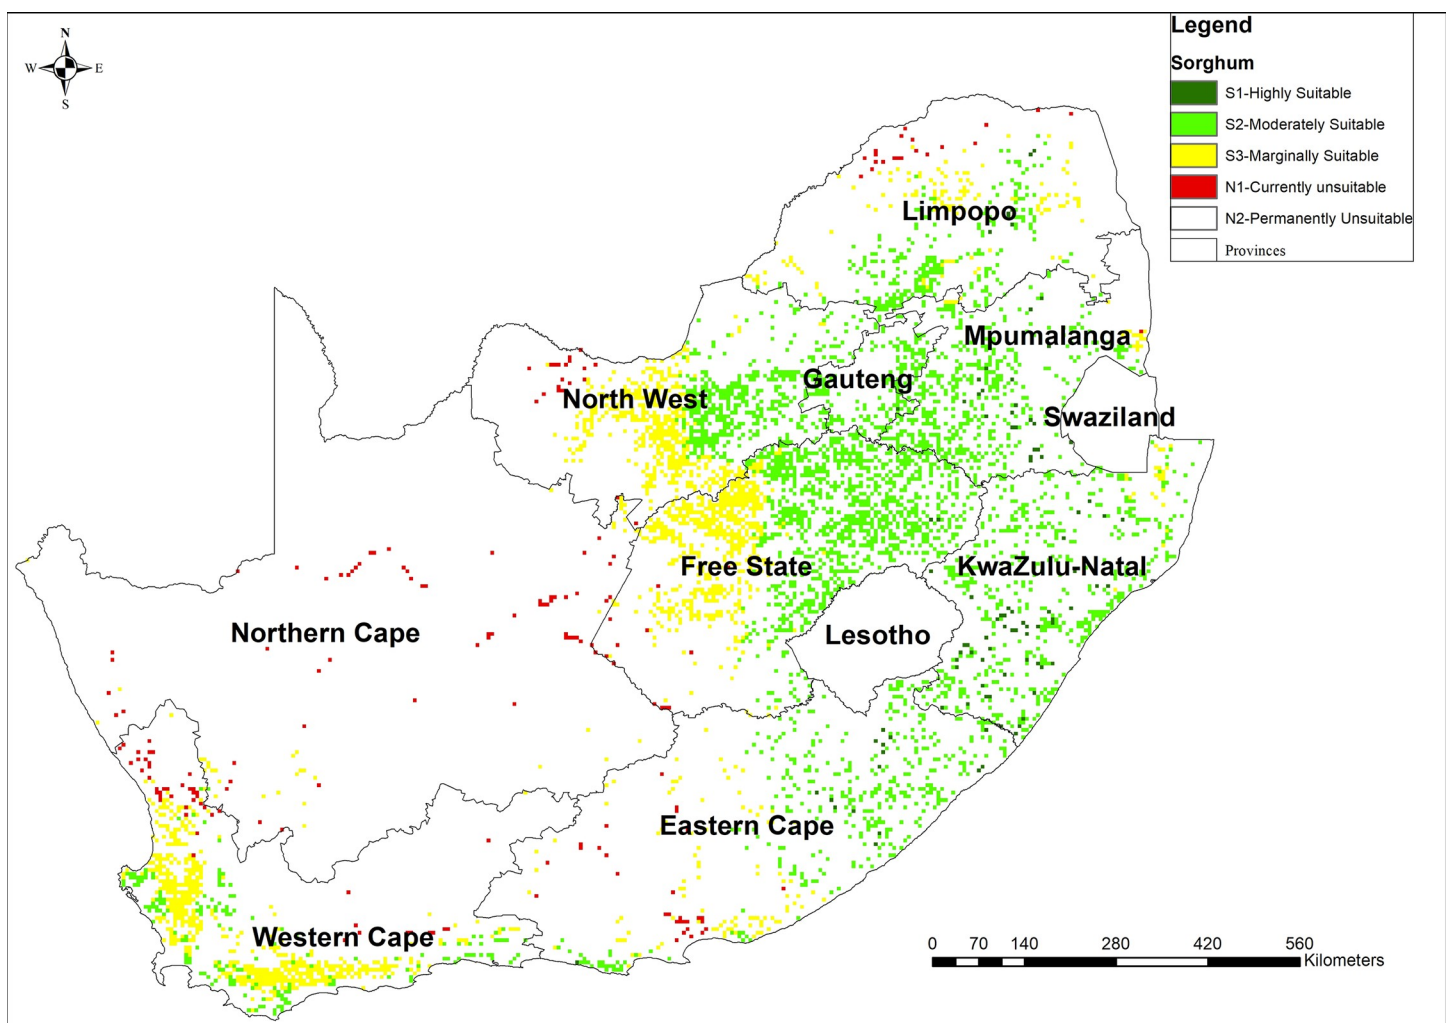 N
W E
S
Legend
Sorghum
S1-Highly Suitable
S2-Moderately Suitable
S3-Marginally Suitable
N1-Currently unsuitable
N2-Permanently Unsuitable
Provinces
Limpopo
Mpumalanga
Gauteng
North West
Swaziland
Free State
KwaZulu-Natal
Northern Cape
Lesotho
Eastern Cape
Western Cape
0 70 140 280 420 560
Kilometers